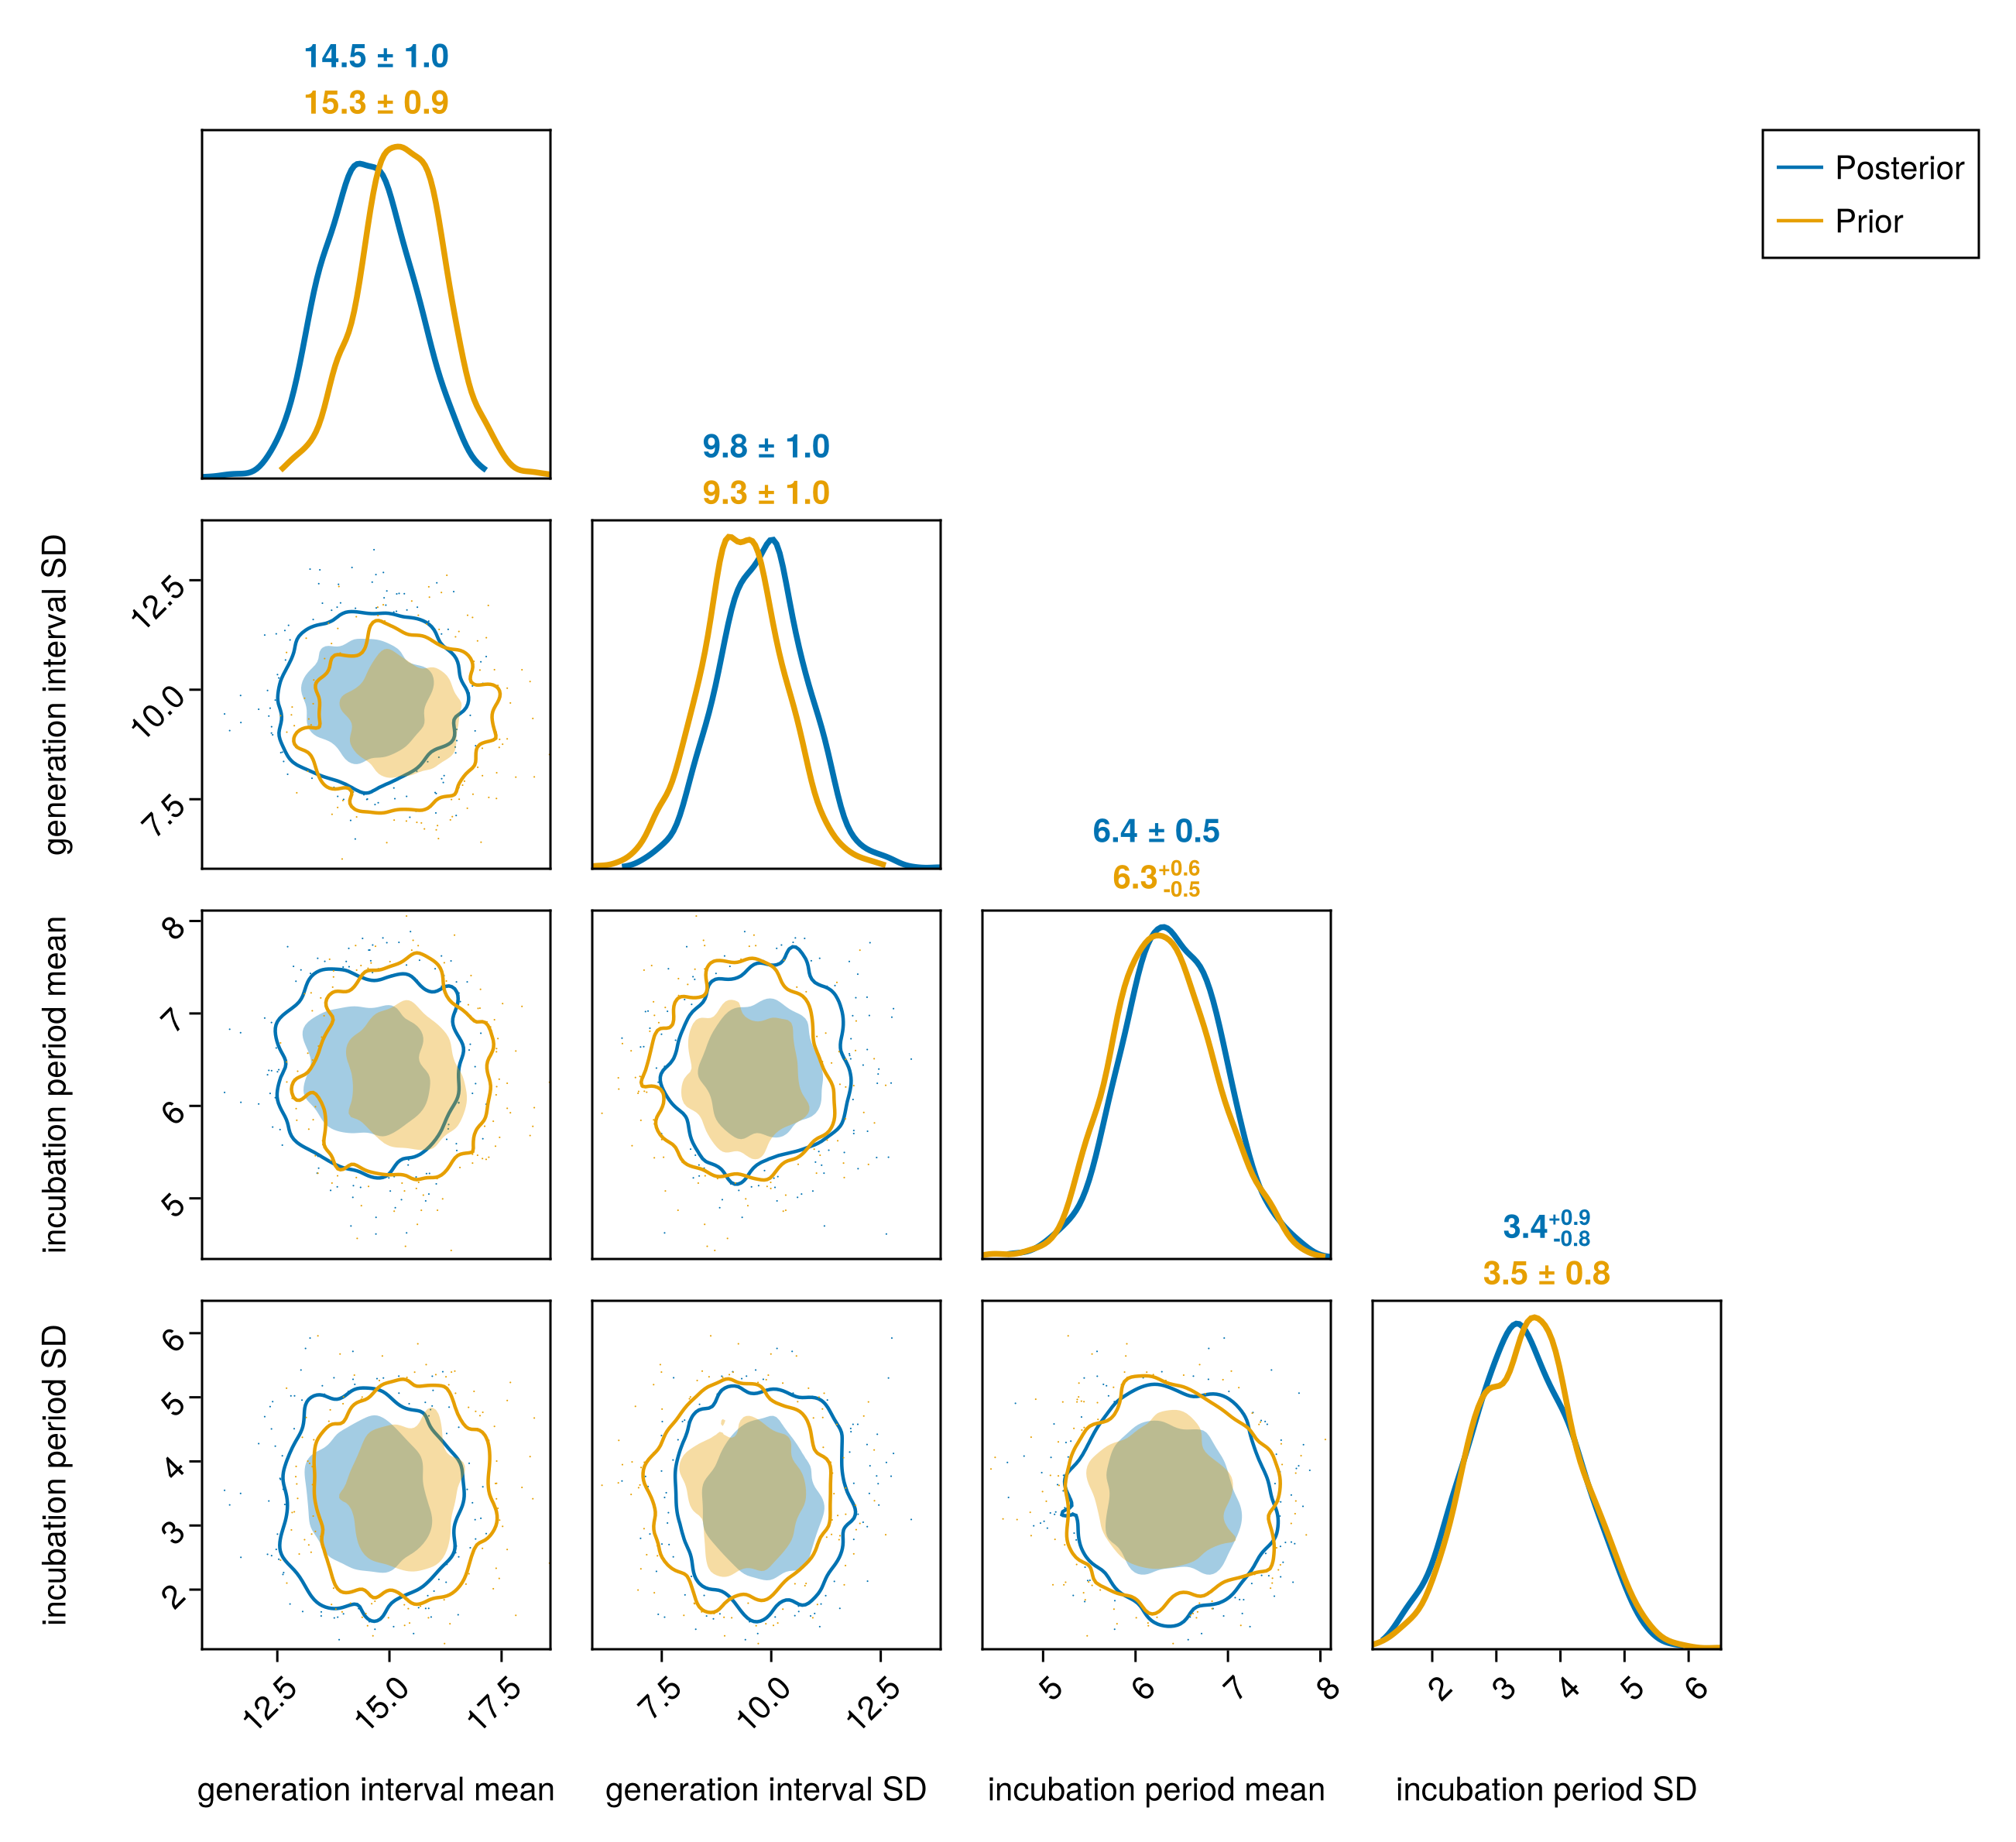 14.5 ± 1.0
15.3 ± 0.9
Posterior
Prior
9.8 ± 1.0
9.3 ± 1.0
generation interval SD
12.5
10.0
7.5
6.4 ± 0.5
6.3 +0.6 -0.5
incubation period mean
8
7
6
5
3.4 +0.9 -0.8
3.5 ± 0.8
incubation period SD
6
5
4
3
2
12.5 15.0 17.5
7.5 10.0 12.5
5 6 7 8
2 3 4 5 6
generation interval mean
generation interval SD
incubation period mean
incubation period SD